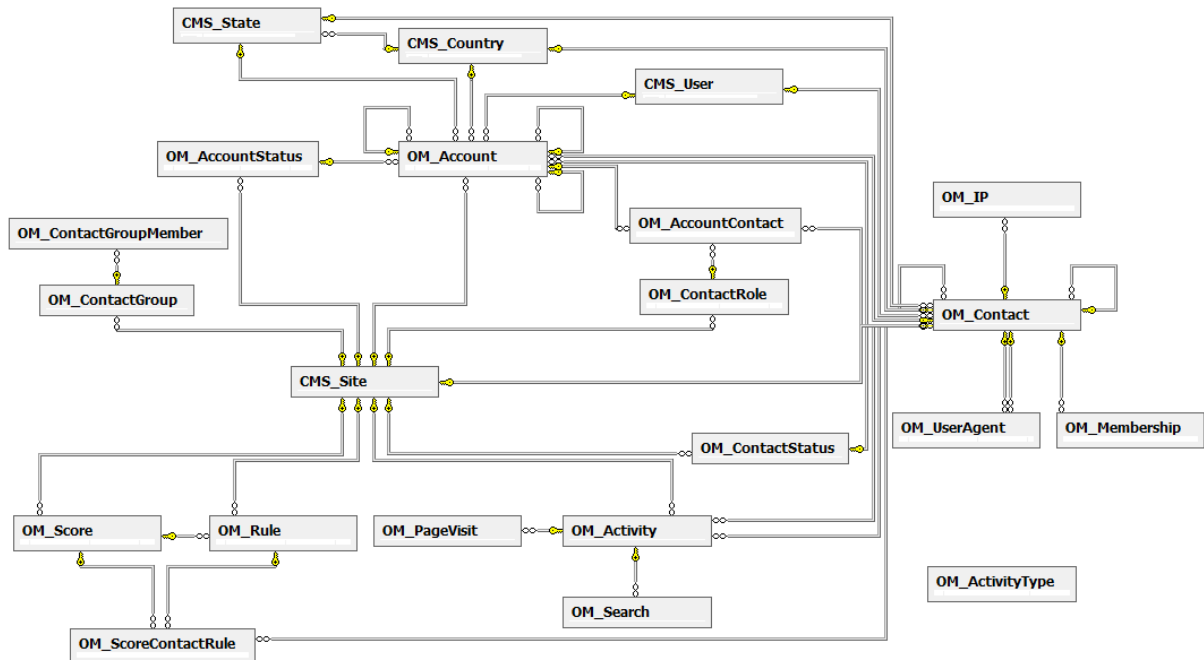 CMS_State
CMS_Country
CMS_User
OM_AccountStatus
OM_Account
OM_IP
OM_ContactGroupMember
OM_AccountContact
OM_ContactGroup
OM_ContactRole
OM_Contact
CMS_Site
OM_UserAgent
OM_Membership
OM_ContactStatus
OM_Score
OM_Rule
OM_PageVisit
OM_Activity
OM_ActivityType
OM_Search
OM_ScoreContactRule